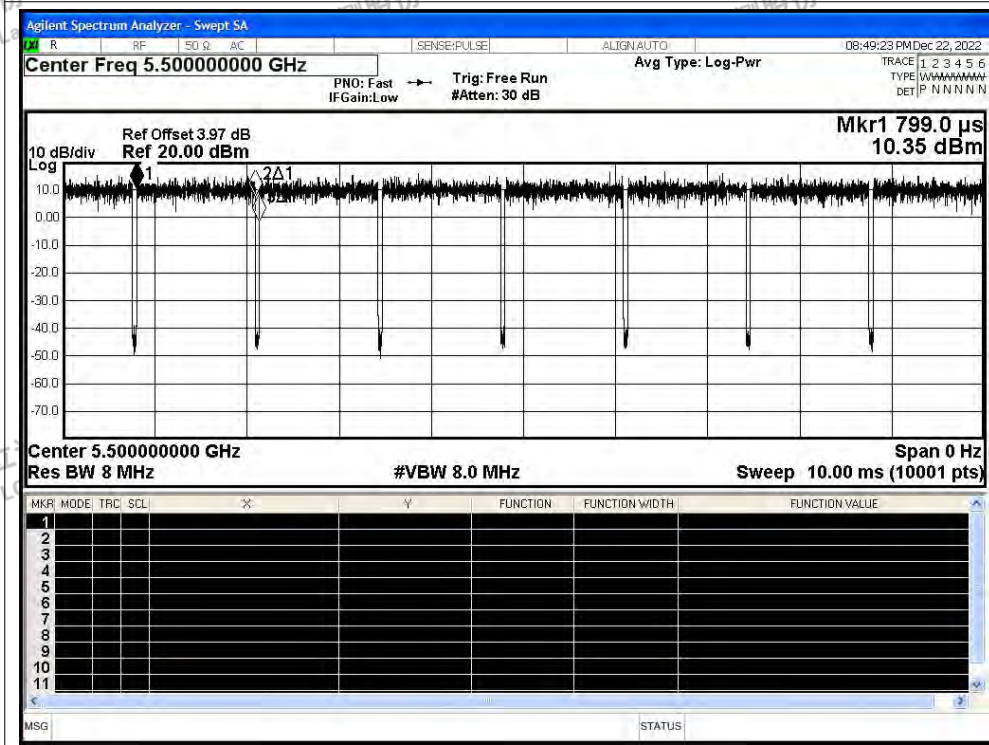 Agilent Spectrum Analyzer - Swept SA
R RF 50 Ω AC SENSE:PULSE ALIGN AUTO 08:49:23 PM Dec 22, 2022
Center Freq 5.500000000 GHz Avg Type: Log-Pwr TRACE 1 2 3 4 5 6
PNO: Fast Trig: Free Run TYPE WWWWWW
IFGain:Low #Atten: 30 dB DET P N N N N N
Mkr1 799.0 µs
Ref Offset 3.97 dB
10 dB/div Ref 20.00 dBm 10.35 dBm
Log
1 2Δ1
10.0
0.00
-10.0
-20.0
-30.0
-40.0
-50.0
-60.0
-70.0
Center 5.500000000 GHz Span 0 Hz
Res BW 8 MHz #VBW 8.0 MHz Sweep 10.00 ms (10001 pts)
MKR MODE TRC SCL X Y FUNCTION FUNCTION WIDTH FUNCTION VALUE
1
2
3
4
5
6
7
8
9
10
11
MSG STATUS